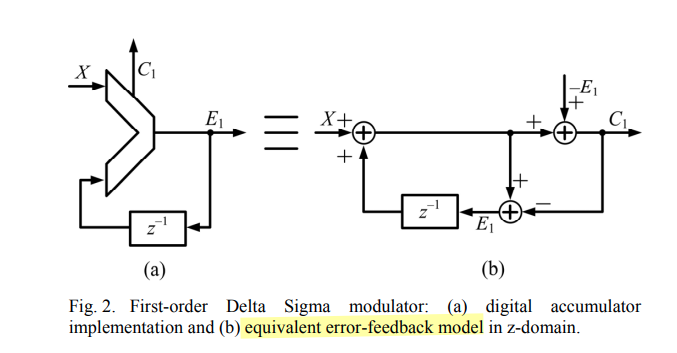 X
C₁
E₁
z⁻¹
(a)
X+
+
+
−E₁
+
C₁
+
−
E₁
z⁻¹
(b)
Fig. 2. First-order Delta Sigma modulator: (a) digital accumulator
implementation and (b) equivalent error-feedback model in z-domain.